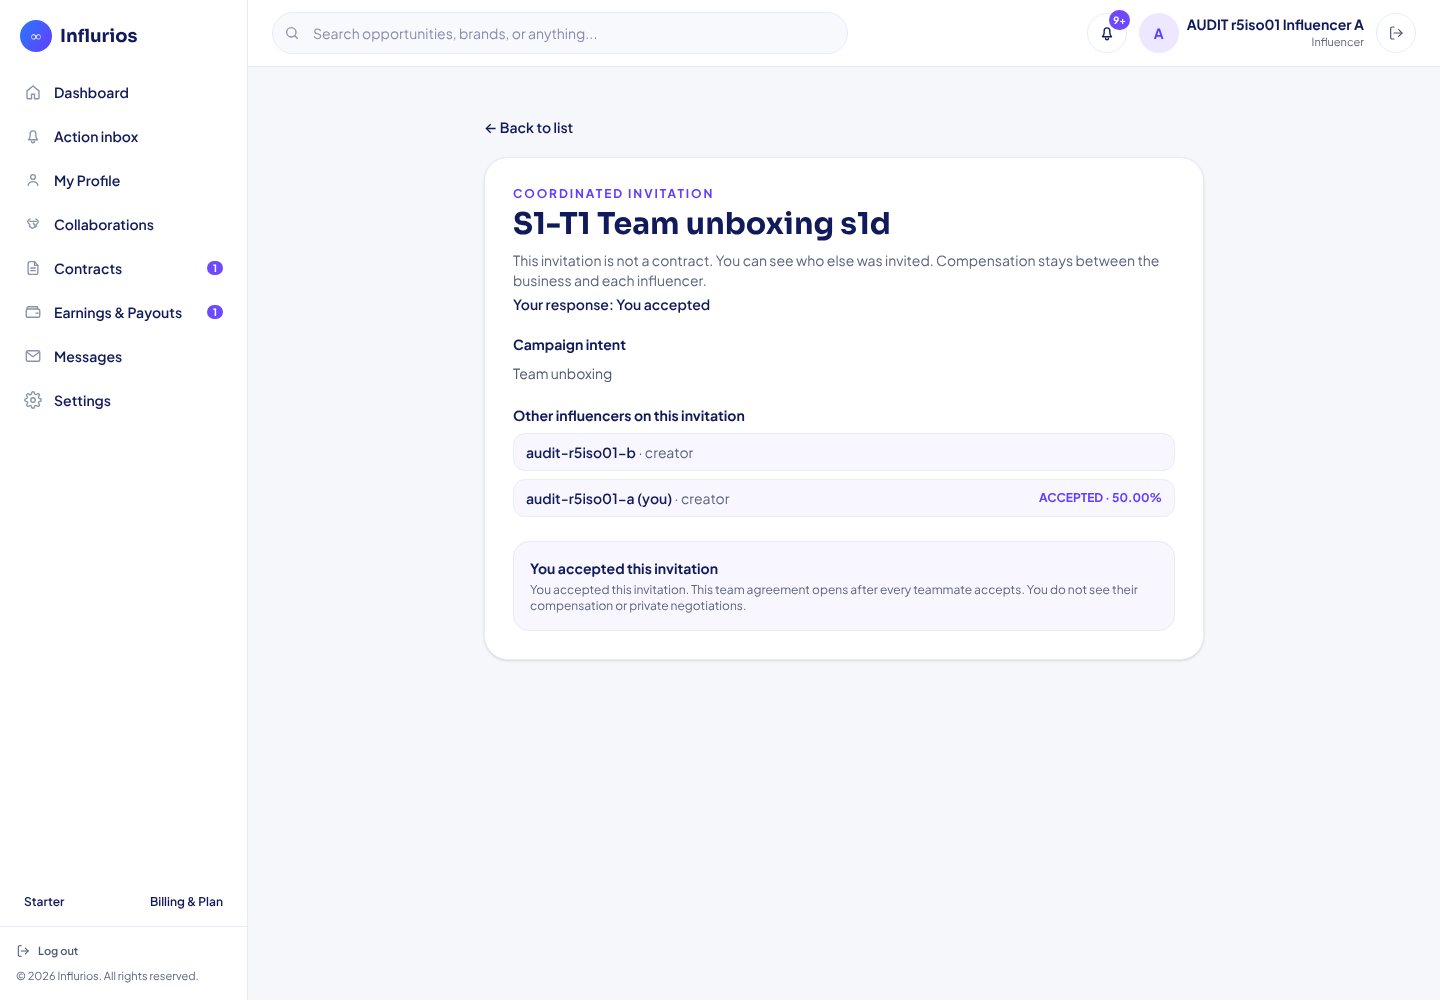 ∞ Influrios
Search opportunities, brands, or anything...
9+
A
AUDIT r5iso01 Influencer A
Influencer
Dashboard
Action inbox
My Profile
Collaborations
Contracts 1
Earnings & Payouts 1
Messages
Settings
← Back to list
COORDINATED INVITATION
S1-T1 Team unboxing s1d
This invitation is not a contract. You can see who else was invited. Compensation stays between the
business and each influencer.
Your response: You accepted
Campaign intent
Team unboxing
Other influencers on this invitation
audit-r5iso01-b · creator
audit-r5iso01-a (you) · creator ACCEPTED · 50.00%
You accepted this invitation
You accepted this invitation. This team agreement opens after every teammate accepts. You do not see their
compensation or private negotiations.
Starter Billing & Plan
Log out
© 2026 Influrios. All rights reserved.